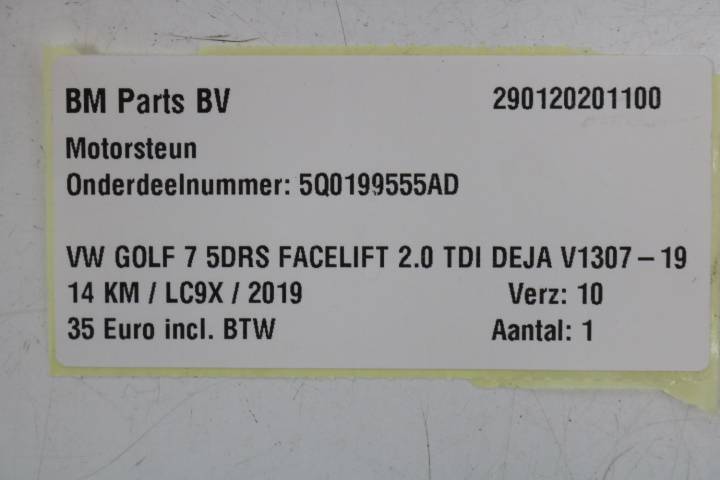 BM Parts BV 290120201100
Motorsteun
Onderdeelnummer: 5Q0199555AD
VW GOLF 7 5DRS FACELIFT 2.0 TDI DEJA V1307 – 19
14 KM / LC9X / 2019 Verz: 10
35 Euro incl. BTW Aantal: 1